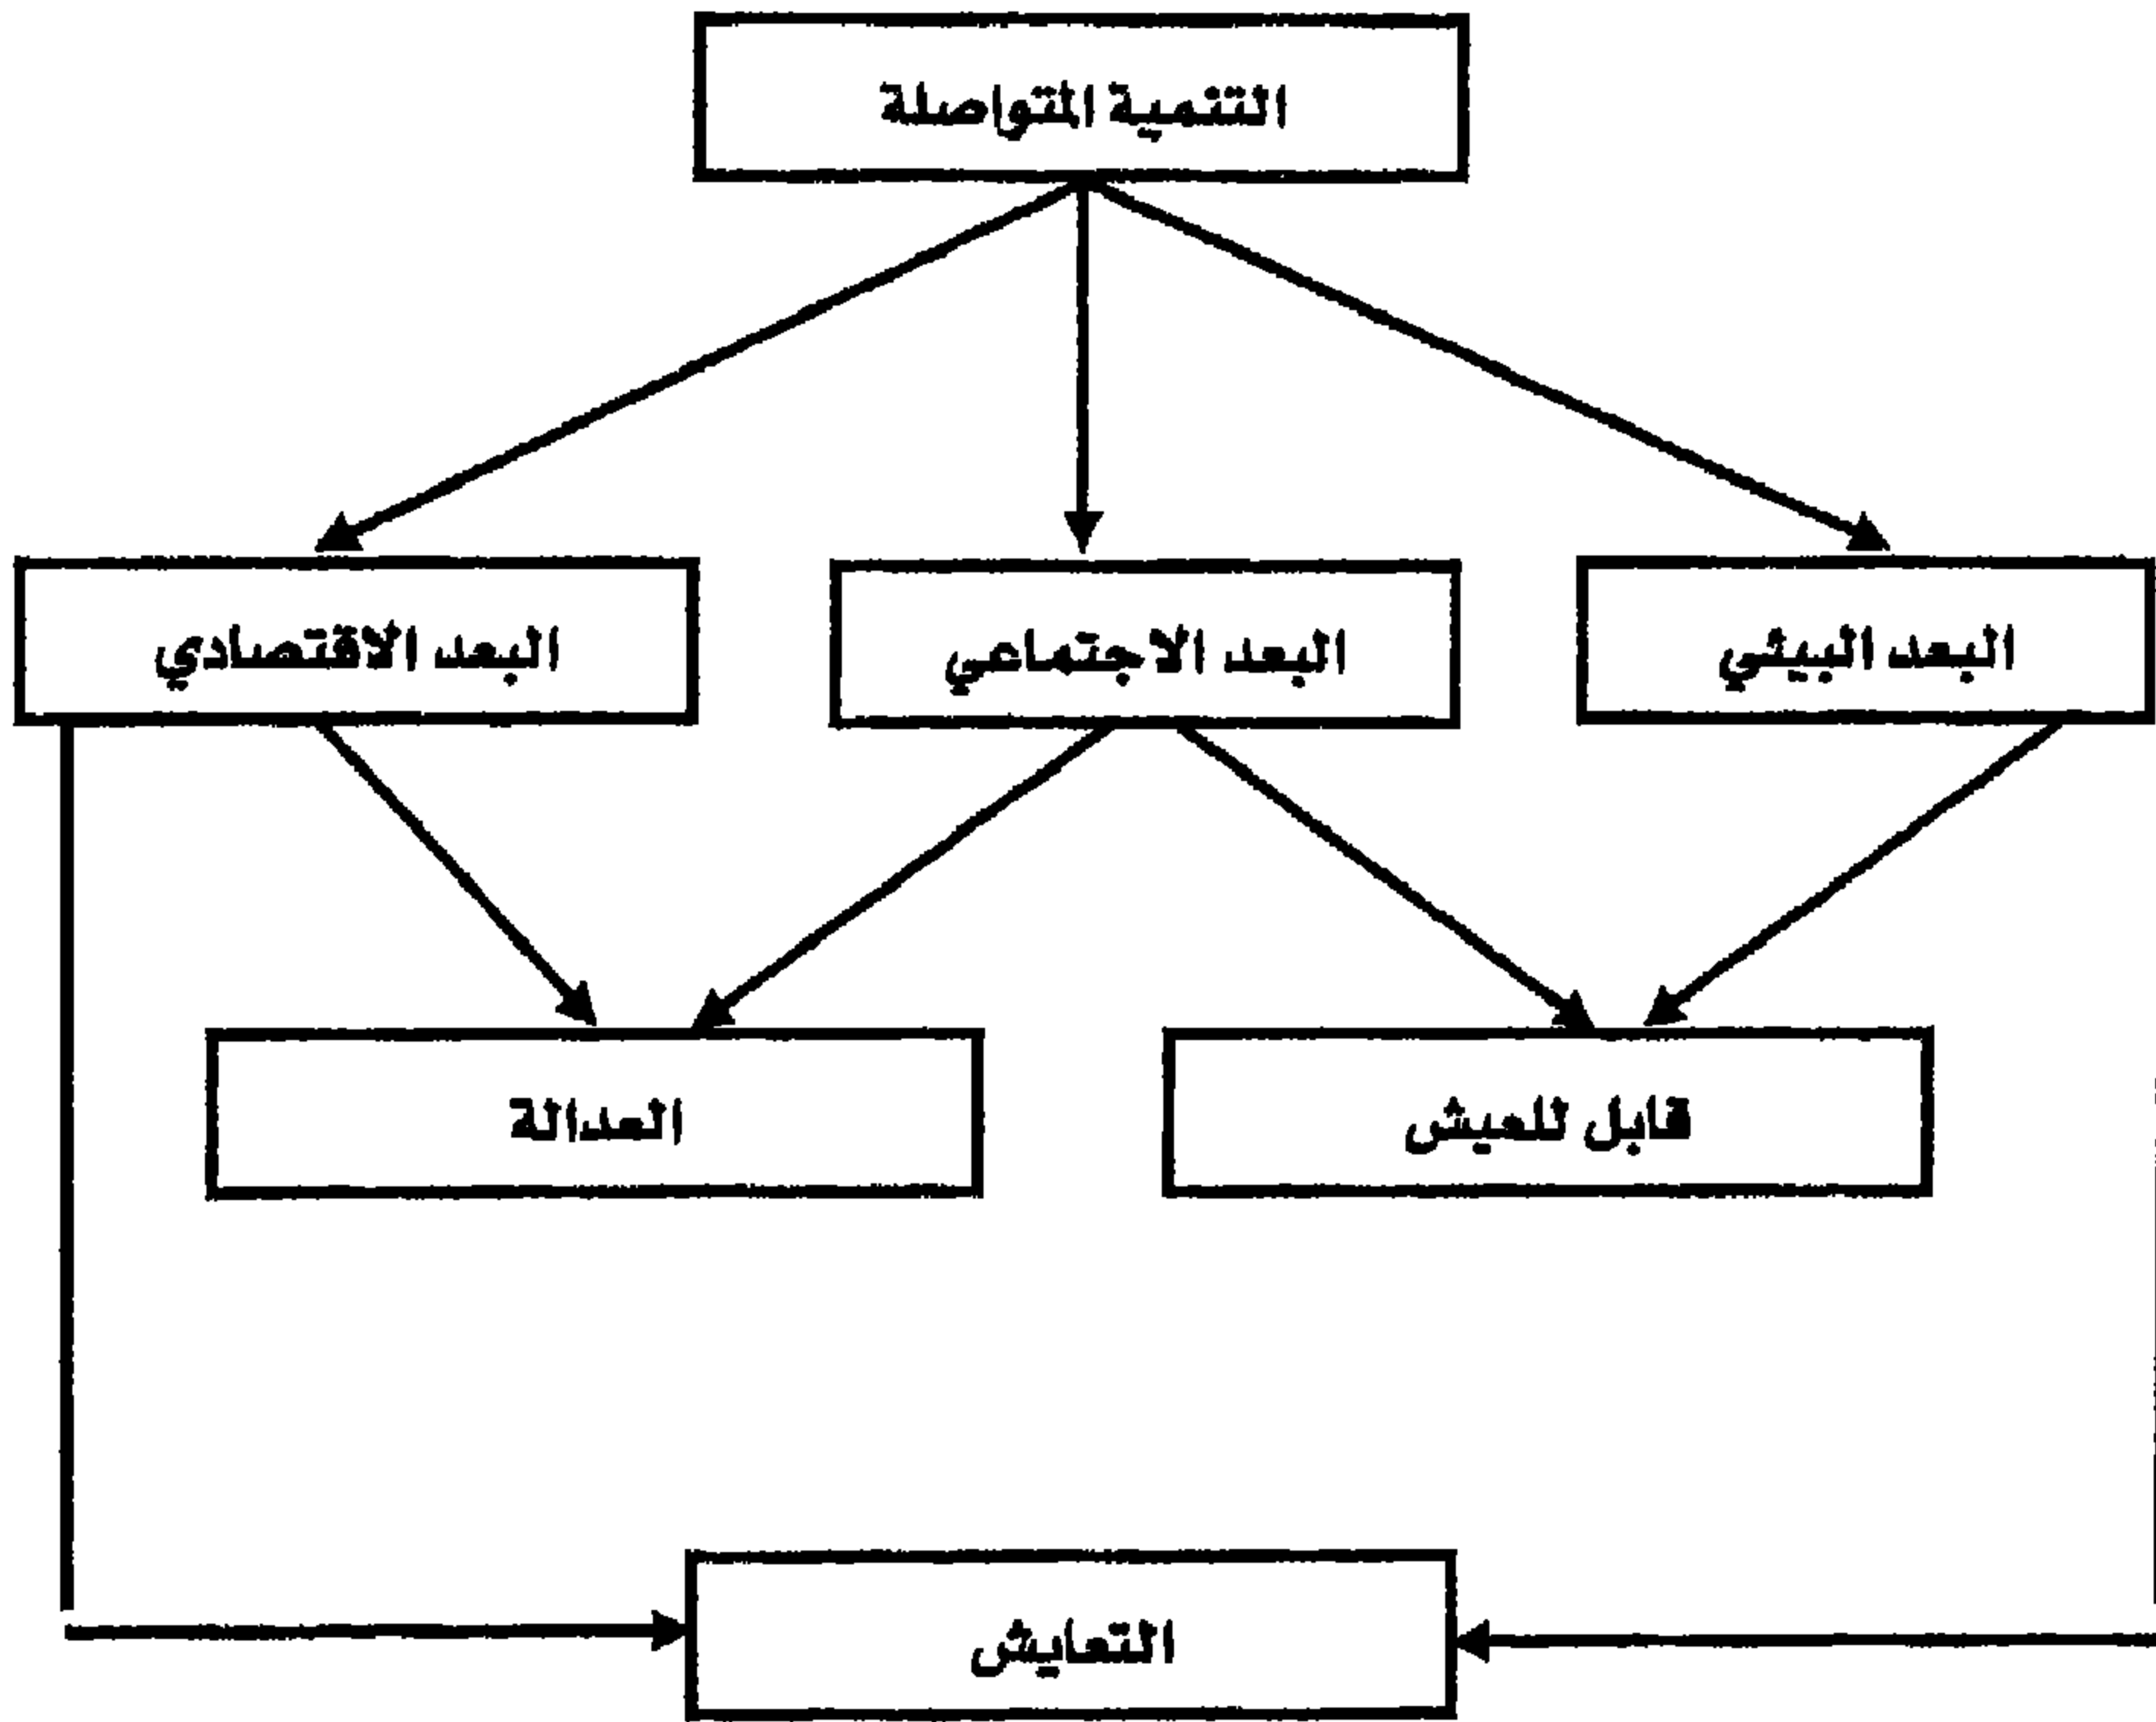 التنمية المتواصلة
البعد البيئي
البعد الاجتماعي
البعد الاقتصادي
قابل للعيش
العدالة
التعايش